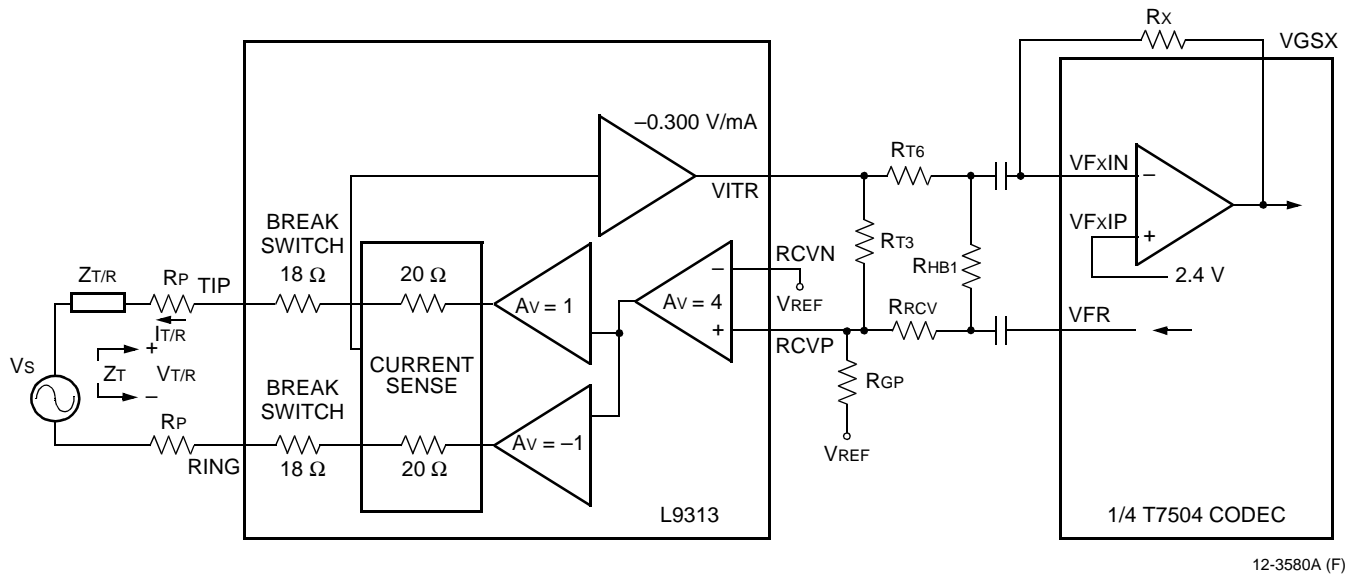 RX
VGSX
–0.300 V/mA
RT6
VFXIN
–
VITR
VFXIP
+
2.4 V
BREAK
SWITCH
18 Ω
20 Ω
RT3
RHB1
RCVN
VREF
–
AV = 4
+
RCVP
ZT/R
RP
TIP
AV = 1
RRCV
VFR
IT/R
VS
+
ZT
VT/R
–
CURRENT
SENSE
RGP
VREF
BREAK
SWITCH
18 Ω
20 Ω
AV = –1
RP
RING
L9313
1/4 T7504 CODEC
12-3580A (F)